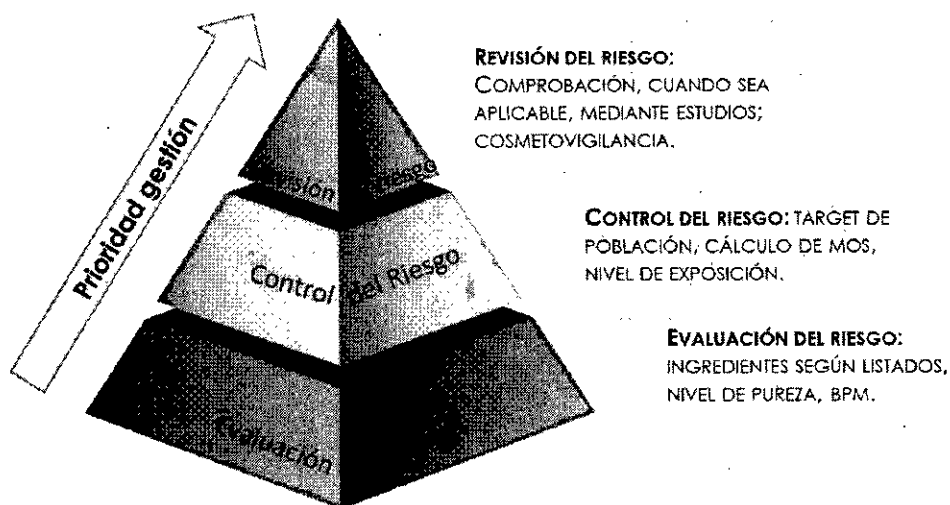 REVISIÓN DEL RIESGO:
COMPROBACIÓN, CUANDO SEA
APLICABLE, MEDIANTE ESTUDIOS;
COSMETOVIGILANCIA.
Prioridad gestión
CONTROL DEL RIESGO: TARGET DE
POBLACIÓN, CÁLCULO DE MOS,
NIVEL DE EXPOSICIÓN.
Control del Riesgo
EVALUACIÓN DEL RIESGO:
INGREDIENTES SEGÚN LISTADOS,
NIVEL DE PUREZA, BPM.
Evaluación